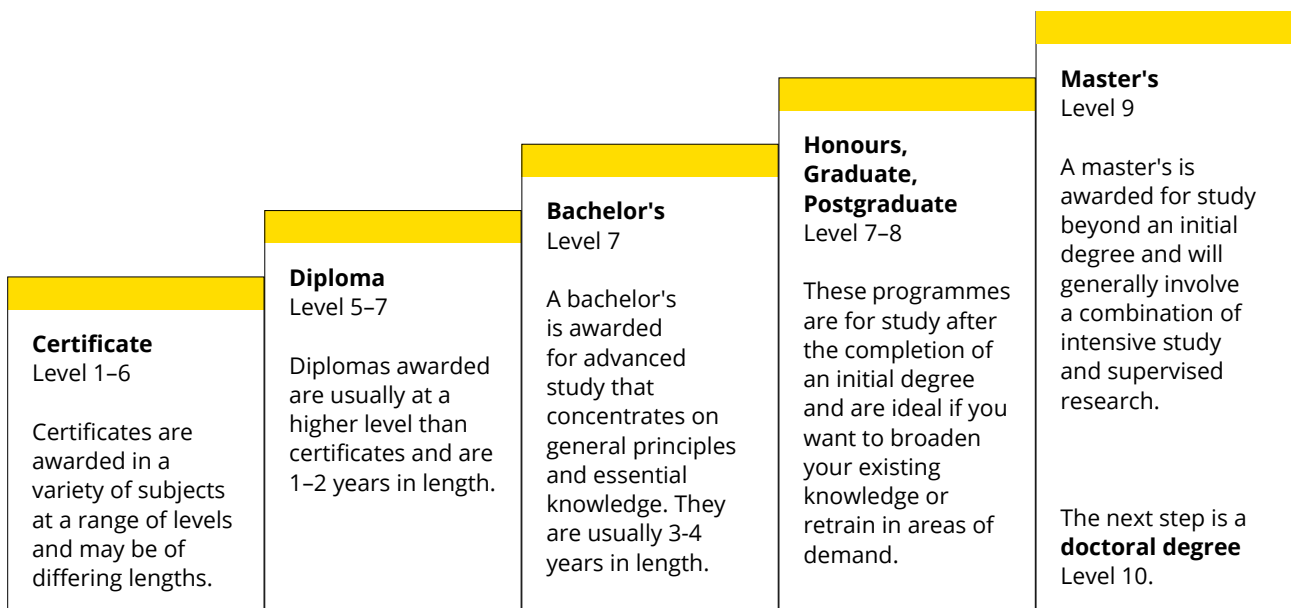 Certificate
Level 1–6
Certificates are
awarded in a
variety of subjects
at a range of levels
and may be of
differing lengths.
Diploma
Level 5–7
Diplomas awarded
are usually at a
higher level than
certificates and are
1–2 years in length.
Bachelor's
Level 7
A bachelor's
is awarded
for advanced
study that
concentrates on
general principles
and essential
knowledge. They
are usually 3-4
years in length.
Honours,
Graduate,
Postgraduate
Level 7–8
These programmes
are for study after
the completion of
an initial degree
and are ideal if you
want to broaden
your existing
knowledge or
retrain in areas of
demand.
Master's
Level 9
A master's is
awarded for study
beyond an initial
degree and will
generally involve
a combination of
intensive study
and supervised
research.
The next step is a
doctoral degree
Level 10.